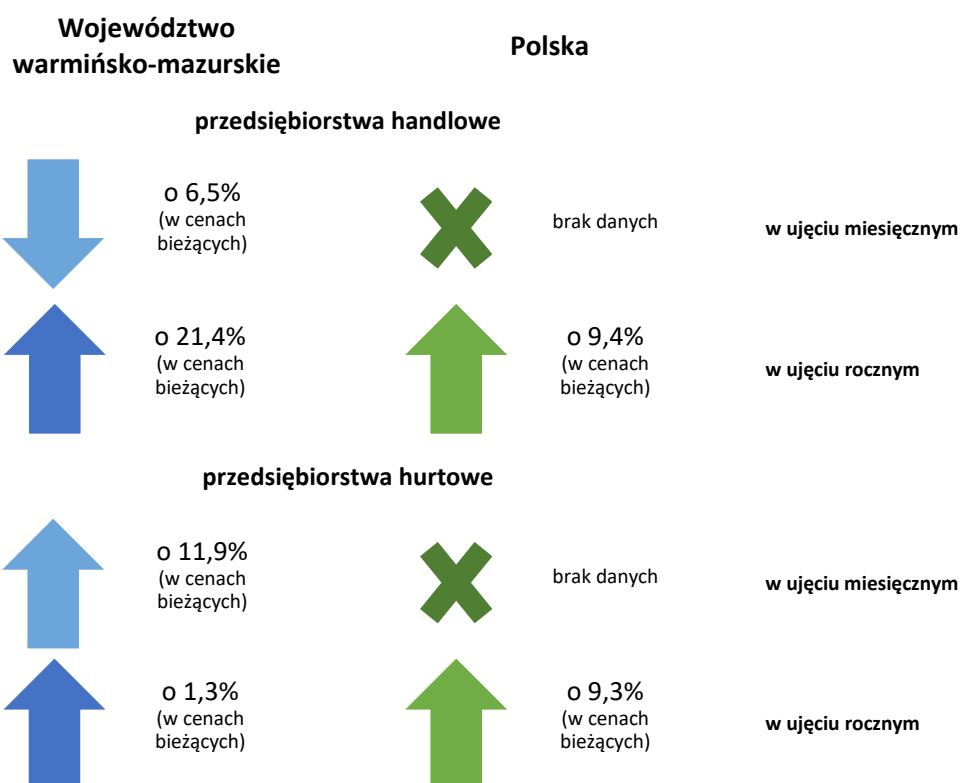 Województwo
warmińsko-mazurskie
Polska
przedsiębiorstwa handlowe
o 6,5%
(w cenach
bieżących)
brak danych
w ujęciu miesięcznym
o 21,4%
(w cenach
bieżących)
o 9,4%
(w cenach
bieżących)
w ujęciu rocznym
przedsiębiorstwa hurtowe
o 11,9%
(w cenach
bieżących)
brak danych
w ujęciu miesięcznym
o 1,3%
(w cenach
bieżących)
o 9,3%
(w cenach
bieżących)
w ujęciu rocznym